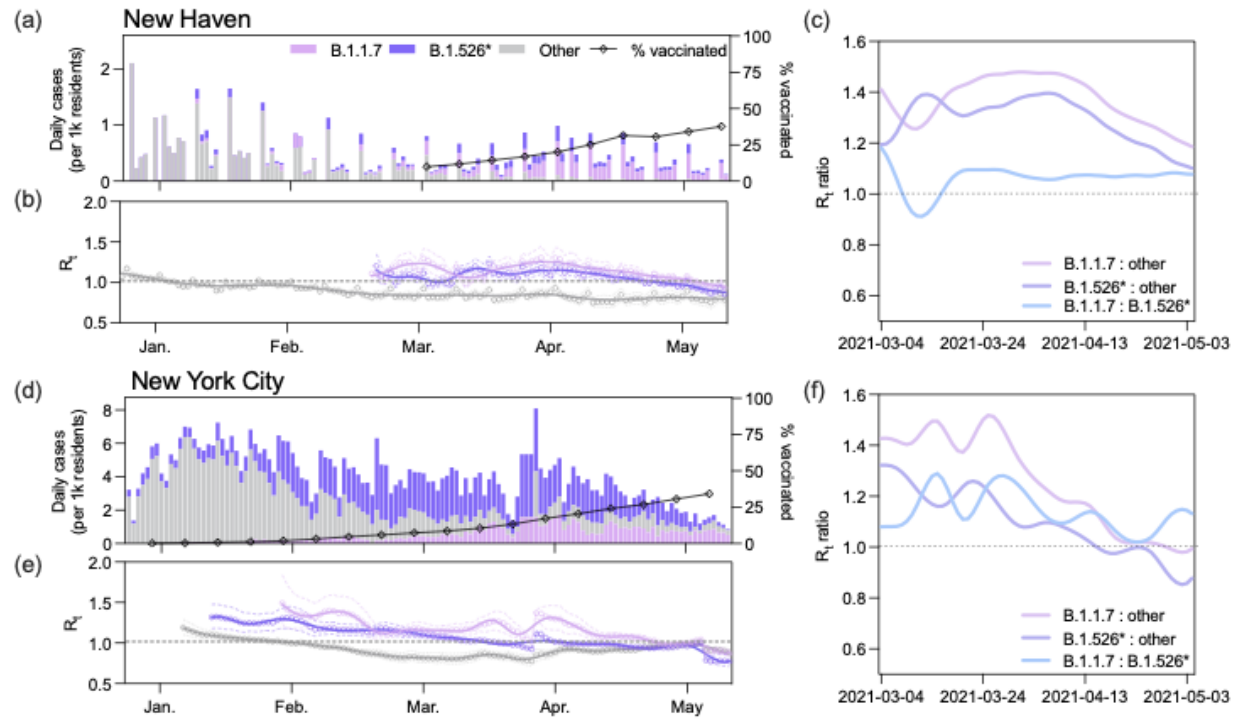 (a) New Haven
B.1.1.7 B.1.526* Other % vaccinated
Daily cases
(per 1k residents)
2
1
0
100
75
50
25
0
% vaccinated
(b)
2.0
1.5
1.0
0.5
Rt
Jan. Feb. Mar. Apr. May
(c)
1.6
1.4
1.2
1.0
0.8
0.6
Rt ratio
B.1.1.7 : other
B.1.526* : other
B.1.1.7 : B.1.526*
2021-03-04 2021-03-24 2021-04-13 2021-05-03
(d) New York City
Daily cases
(per 1k residents)
8
6
4
2
0
100
75
50
25
0
% vaccinated
(e)
2.0
1.5
1.0
0.5
Rt
Jan. Feb. Mar. Apr. May
(f)
1.6
1.4
1.2
1.0
0.8
0.6
Rt ratio
B.1.1.7 : other
B.1.526* : other
B.1.1.7 : B.1.526*
2021-03-04 2021-03-24 2021-04-13 2021-05-03